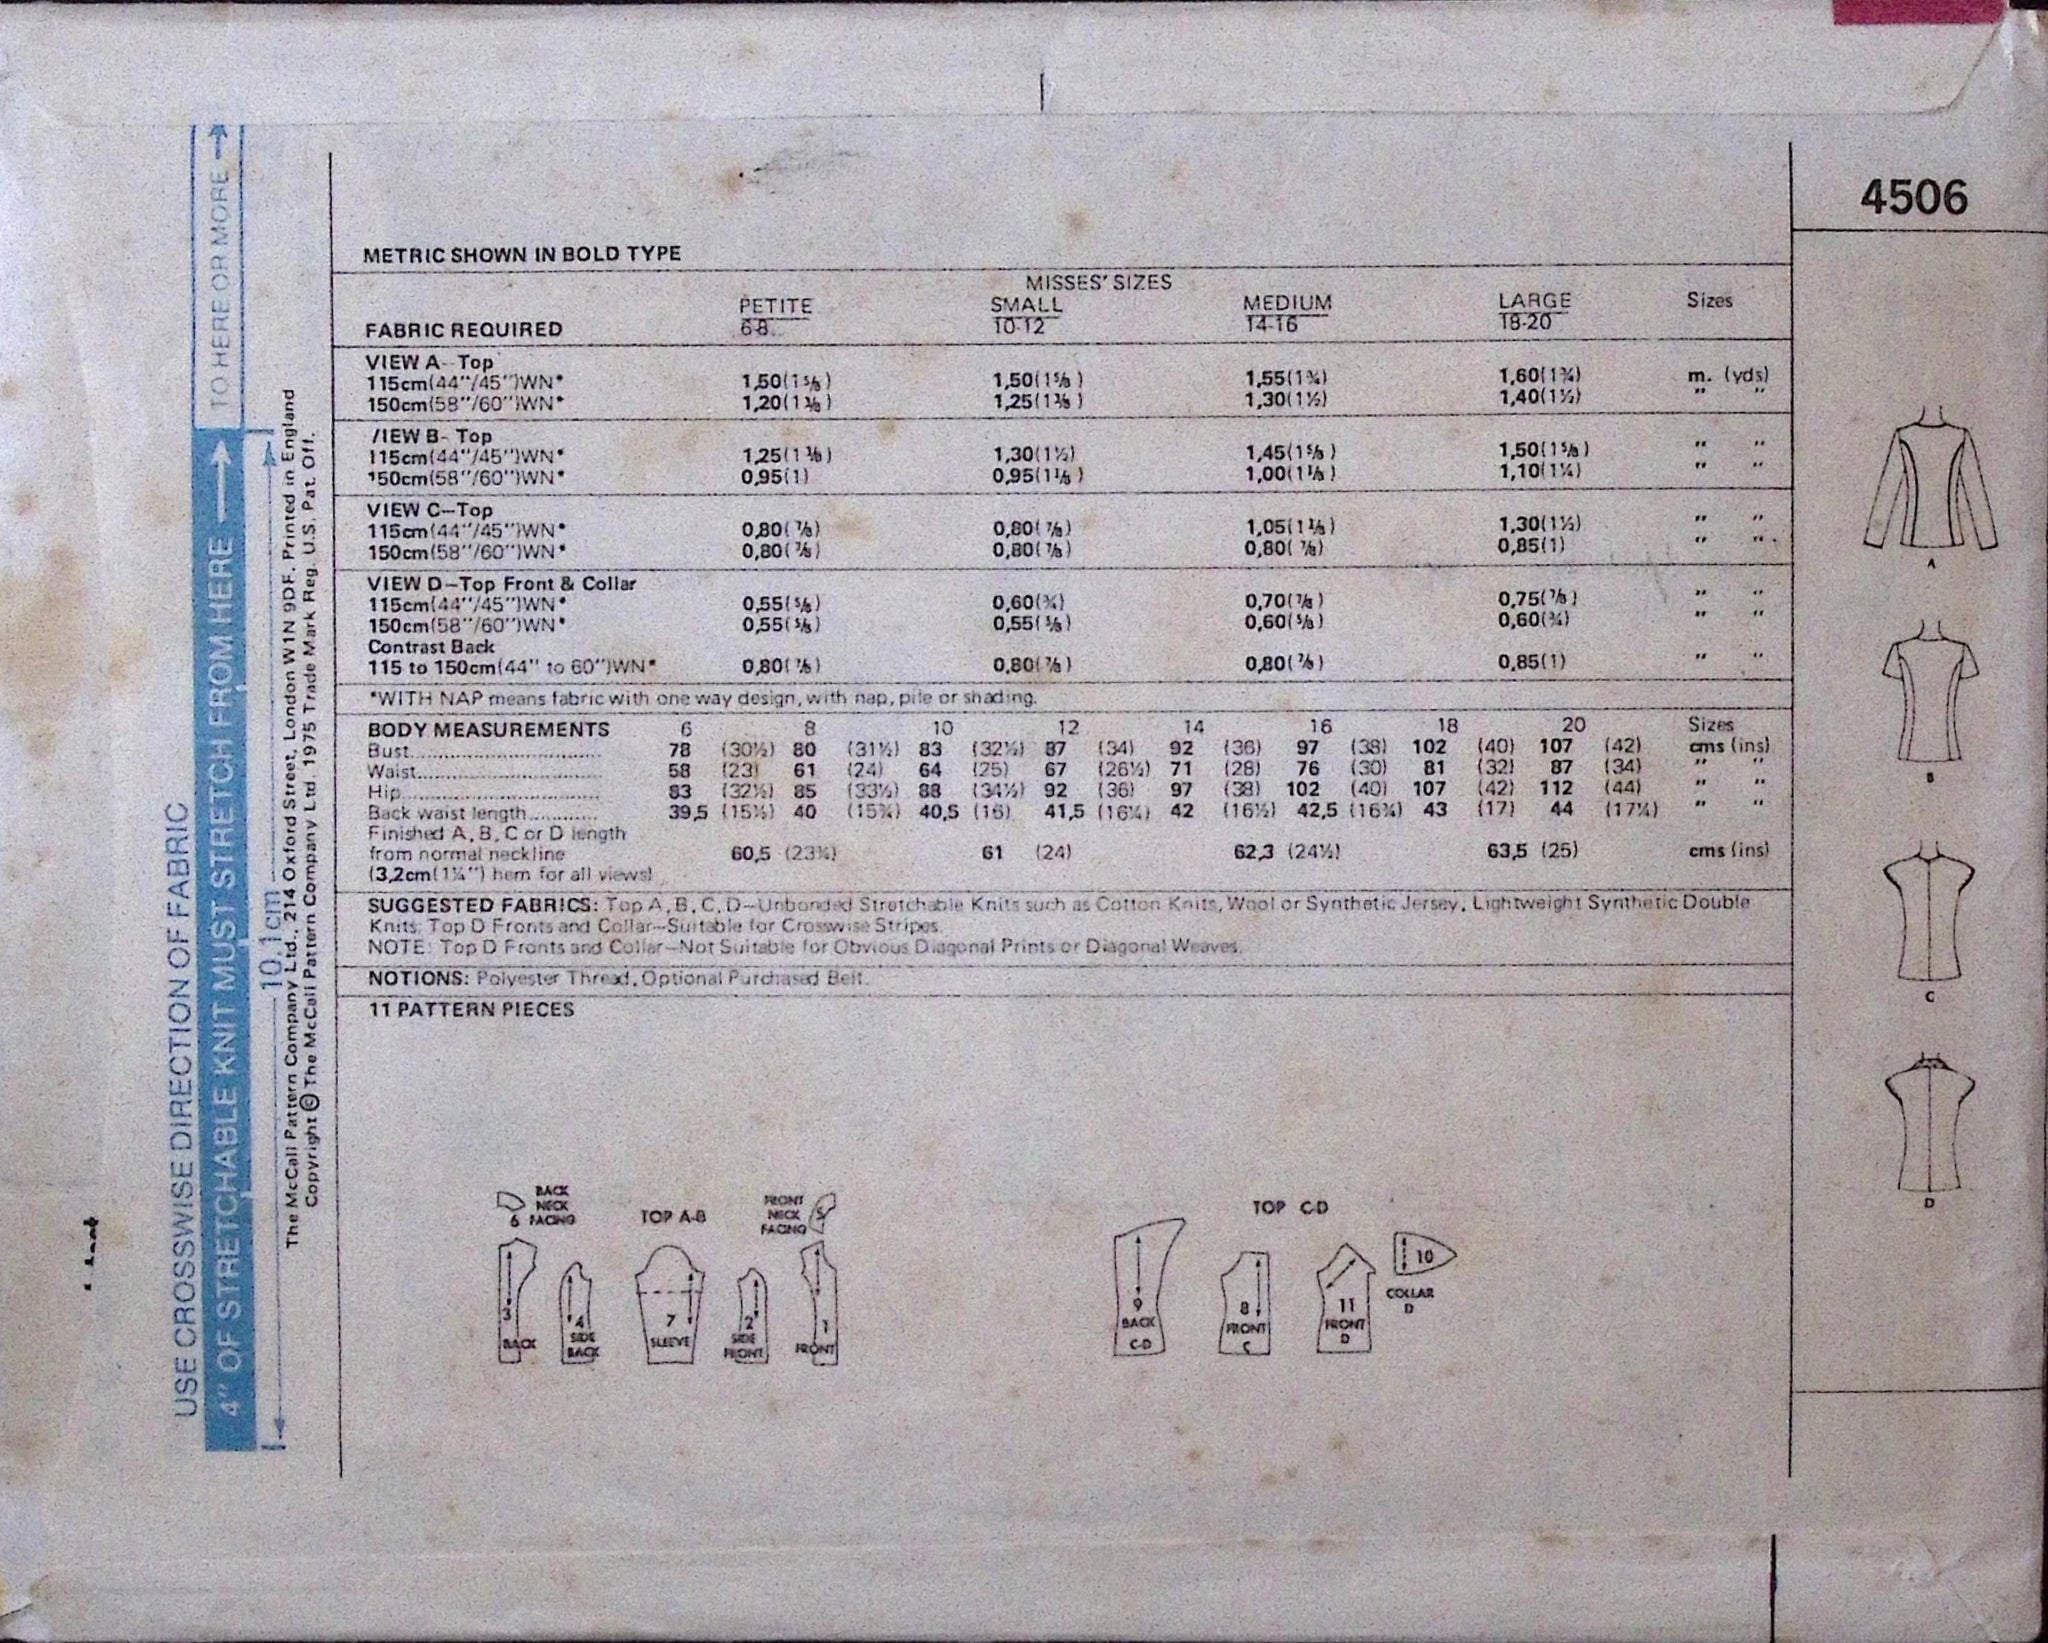 4506
METRIC SHOWN IN BOLD TYPE
MISSES' SIZES
PETITE SMALL MEDIUM LARGE Sizes
FABRIC REQUIRED 6-8 10-12 14-16 18-20
VIEW A--Top
115cm(44"/45")WN* 1,50(1⅝) 1,50(1⅝) 1,55(1¾) 1,60(1¾) m. (yds)
150cm(58"/60")WN* 1,20(1⅜) 1,25(1⅜) 1,30(1½) 1,40(1½) " "
/IEW B- Top
115cm(44"/45")WN* 1,25(1⅜) 1,30(1½) 1,45(1⅝) 1,50(1⅝) " "
150cm(58"/60")WN* 0,95(1) 0,95(1⅛) 1,00(1⅛) 1,10(1¼) " "
VIEW C--Top
115cm(44"/45")WN* 0,80(⅞) 0,80(⅞) 1,05(1⅛) 1,30(1½) " "
150cm(58"/60")WN* 0,80(⅞) 0,80(⅞) 0,80(⅞) 0,85(1) " "
VIEW D--Top Front & Collar
115cm(44"/45")WN* 0,55(⅝) 0,60(¾) 0,70(⅞) 0,75(⅞) " "
150cm(58"/60")WN* 0,55(⅝) 0,55(⅝) 0,60(⅝) 0,60(¾) " "
Contrast Back
115 to 150cm(44" to 60")WN* 0,80(⅞) 0,80(⅞) 0,80(⅞) 0,85(1) " "
*WITH NAP means fabric with one way design, with nap, pile or shading.
BODY MEASUREMENTS 6 8 10 12 14 16 18 20 Sizes
Bust 78 (30½) 80 (31½) 83 (32½) 87 (34) 92 (36) 97 (38) 102 (40) 107 (42) cms (ins)
Waist 58 (23) 61 (24) 64 (25) 67 (26½) 71 (28) 76 (30) 81 (32) 87 (34) " "
Hip 83 (32½) 85 (33½) 88 (34½) 92 (36) 97 (38) 102 (40) 107 (42) 112 (44) " "
Back waist length 39,5 (15½) 40 (15¾) 40,5 (16) 41,5 (16¼) 42 (16½) 42,5 (16¾) 43 (17) 44 (17¼) " "
Finished A, B, C or D length
from normal neckline 60,5 (23¾) 61 (24) 62,3 (24½) 63,5 (25) cms (ins)
(3,2cm(1¼") hem for all views)
SUGGESTED FABRICS: Top A, B, C, D--Unbonded Stretchable Knits such as Cotton Knits, Wool or Synthetic Jersey, Lightweight Synthetic Double
Knits; Top D Fronts and Collar--Suitable for Crosswise Stripes.
NOTE: Top D Fronts and Collar--Not Suitable for Obvious Diagonal Prints or Diagonal Weaves.
NOTIONS: Polyester Thread, Optional Purchased Belt.
11 PATTERN PIECES
TOP A-B
6 BACK NECK FACING
FRONT NECK FACING 5
3 BACK
4 SIDE BACK
7 SLEEVE
2 SIDE FRONT
1 FRONT
TOP C-D
9 BACK C-D
8 FRONT C
11 FRONT D
10
COLLAR D
A
B
C
D
USE CROSSWISE DIRECTION OF FABRIC
4" OF STRETCHABLE KNIT MUST STRETCH FROM HERE → TO HERE OR MORE →
10,1cm
The McCall Pattern Company Ltd., 214 Oxford Street, London W1N 9DF. Printed in England
Copyright © The McCall Pattern Company Ltd. 1975 Trade Mark Reg. U.S. Pat. Off.